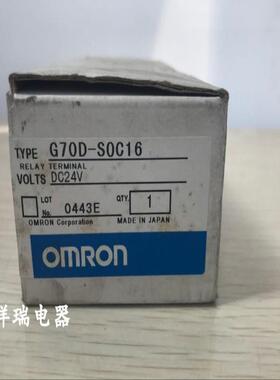 TYPE G70D-SOC16
RELAY TERMINAL
VOLTS DC24V
LOT No. 0443E QTY. 1
OMRON Corporation MADE IN JAPAN
OMRON
祥瑞电器